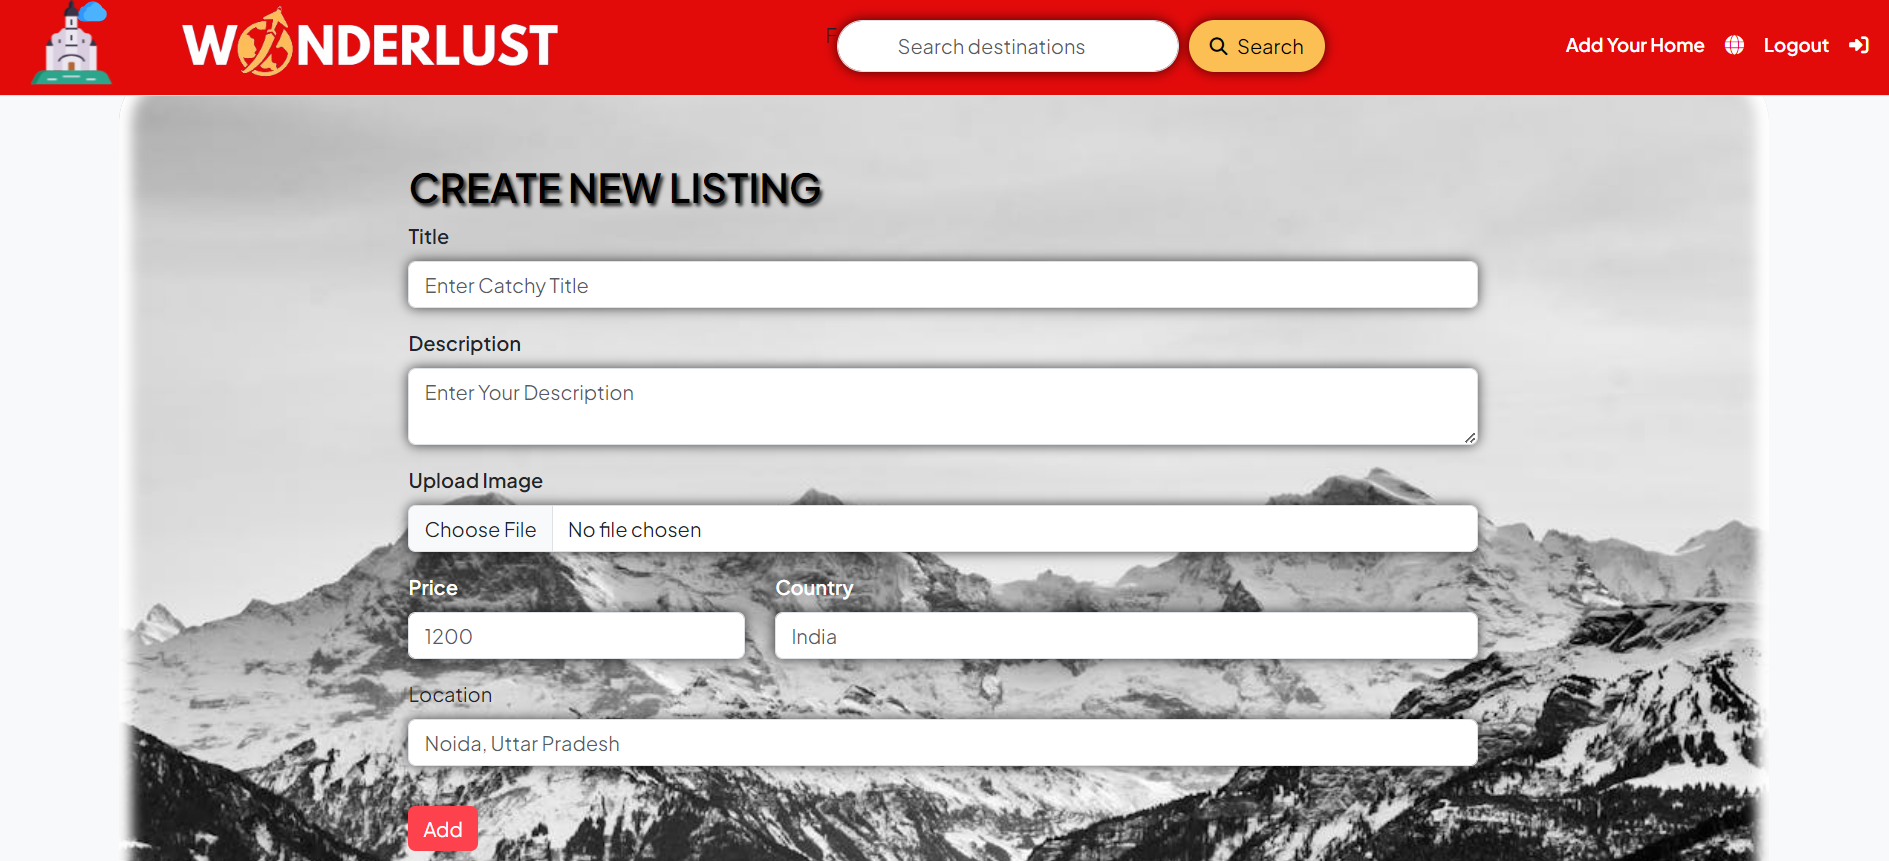 WONDERLUST
F
Search destinations
Search
Add Your Home
Logout
CREATE NEW LISTING
Title
Enter Catchy Title
Description
Enter Your Description
Upload Image
Choose File
No file chosen
Price
Country
1200
India
Location
Noida, Uttar Pradesh
Add